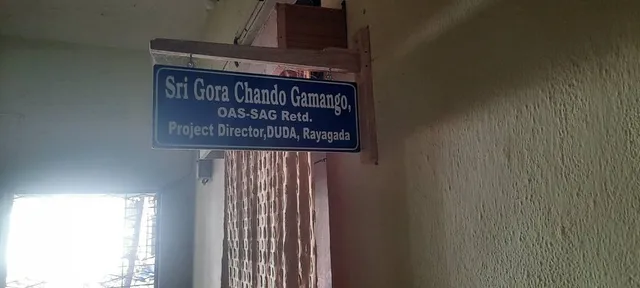 Sri Gora Chando Gamango,
OAS-SAG Retd.
Project Director,DUDA, Rayagada